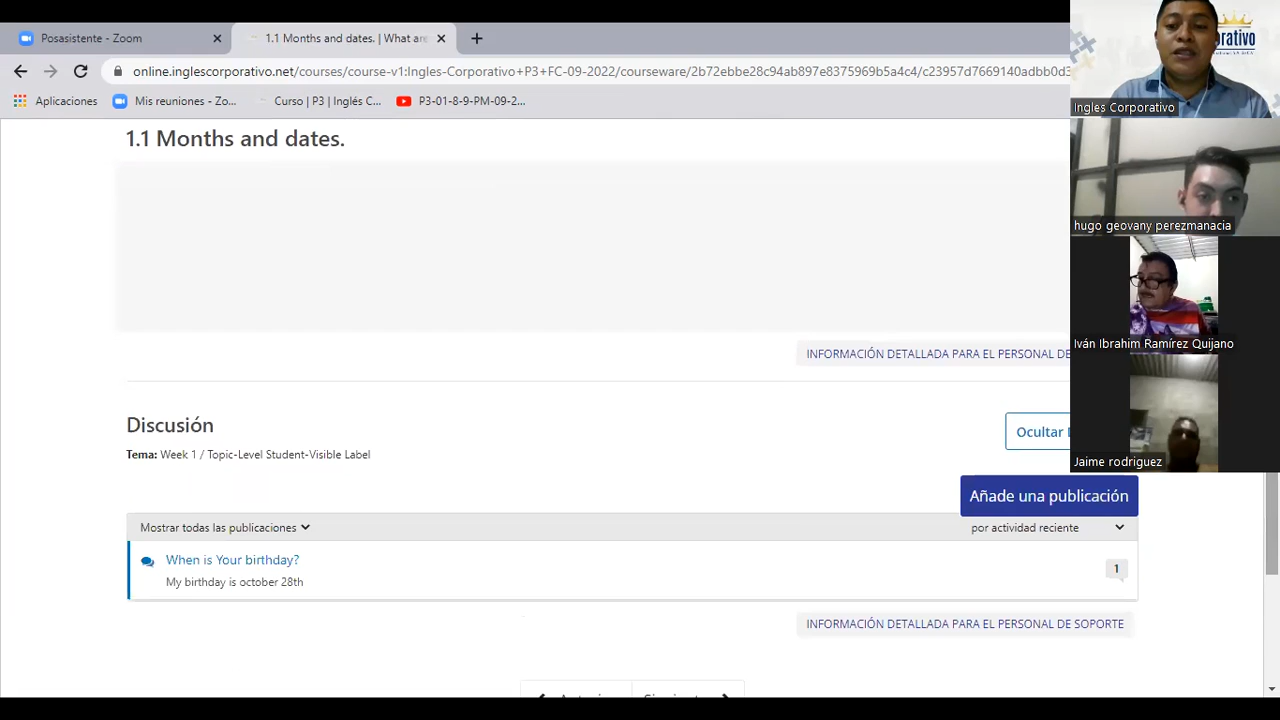 Posasistente - Zoom
1.1 Months and dates. | What are
online.inglescorporativo.net/courses/course-v1:Ingles-Corporativo+P3+FC-09-2022/courseware/2b72ebbe28c94ab897e8375969b5a4c4/c23957d7669140adbb0d3
Aplicaciones
Mis reuniones - Zo...
Curso | P3 | Inglés C...
P3-01-8-9-PM-09-2...
1.1 Months and dates.
INFORMACIÓN DETALLADA PARA EL PERSONAL DE
Discusión
Ocultar
Tema: Week 1 / Topic-Level Student-Visible Label
Añade una publicación
Mostrar todas las publicaciones
por actividad reciente
When is Your birthday?
My birthday is october 28th
1
INFORMACIÓN DETALLADA PARA EL PERSONAL DE SOPORTE
Ingles Corporativo
hugo geovany perezmanacia
Iván Ibrahim Ramírez Quijano
Jaime rodriguez